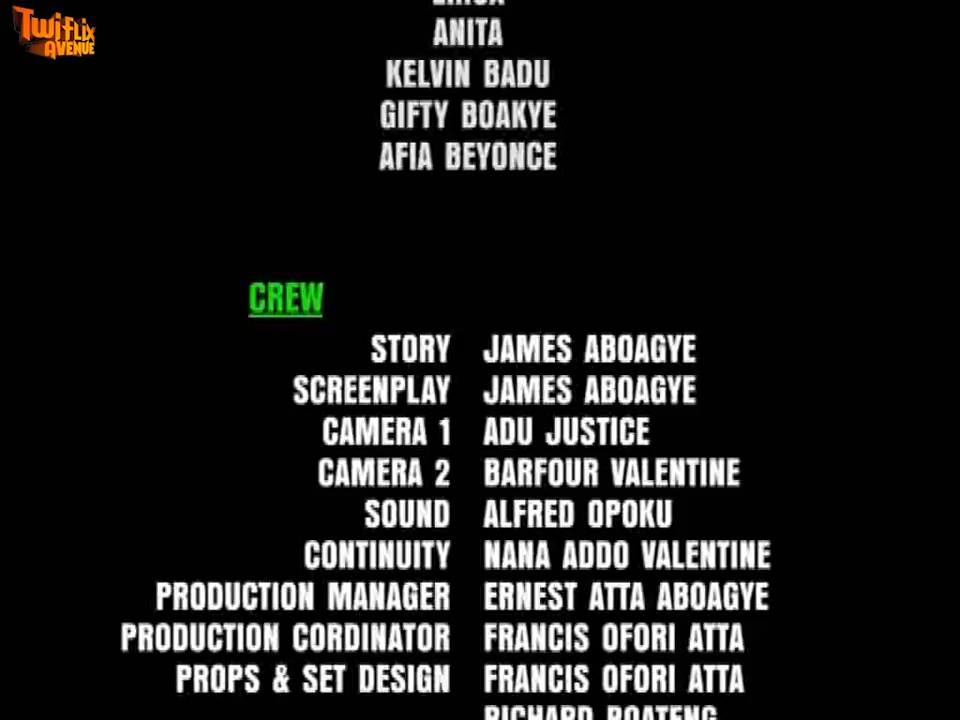 TWIFLIX
AVENUE
ANITA
KELVIN BADU
GIFTY BOAKYE
AFIA BEYONCE
CREW
STORY JAMES ABOAGYE
SCREENPLAY JAMES ABOAGYE
CAMERA 1 ADU JUSTICE
CAMERA 2 BARFOUR VALENTINE
SOUND ALFRED OPOKU
CONTINUITY NANA ADDO VALENTINE
PRODUCTION MANAGER ERNEST ATTA ABOAGYE
PRODUCTION CORDINATOR FRANCIS OFORI ATTA
PROPS & SET DESIGN FRANCIS OFORI ATTA
RICHARD BOATENG